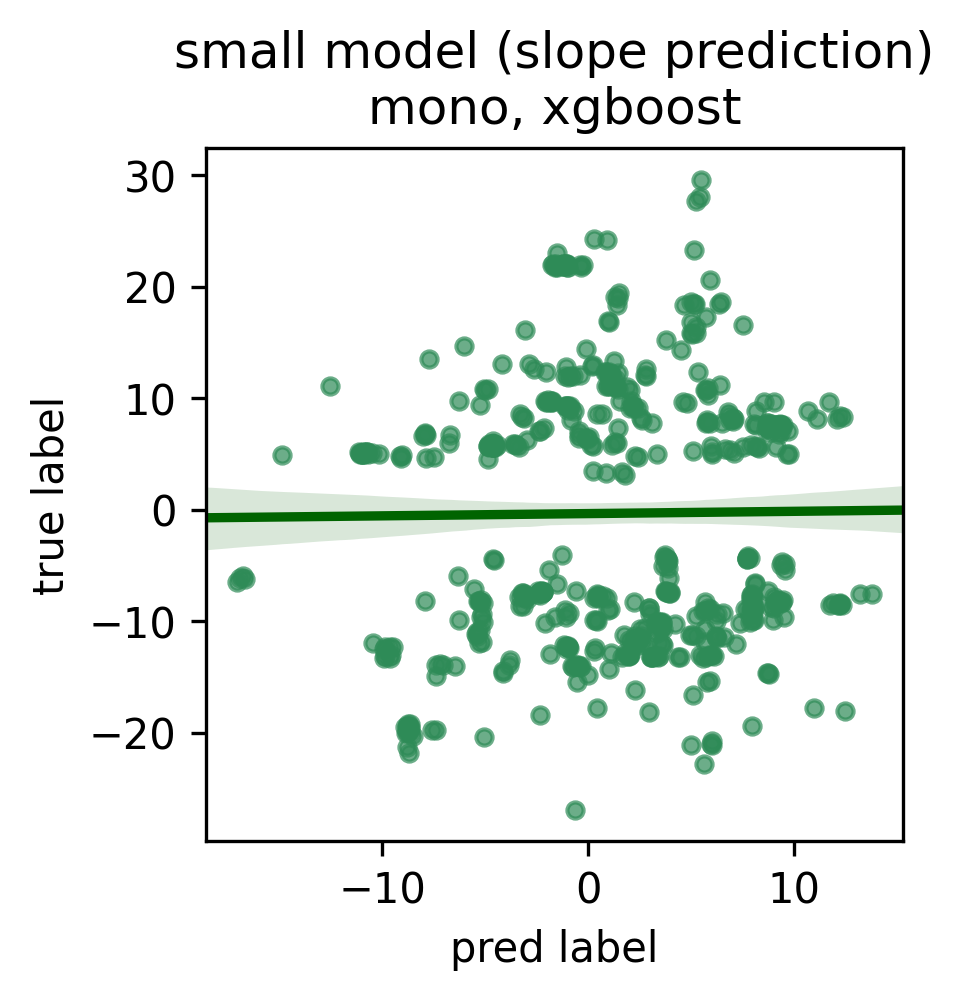 small model (slope prediction)
mono, xgboost
30
20
10
0
−10
−20
true label
−10
0
10
pred label